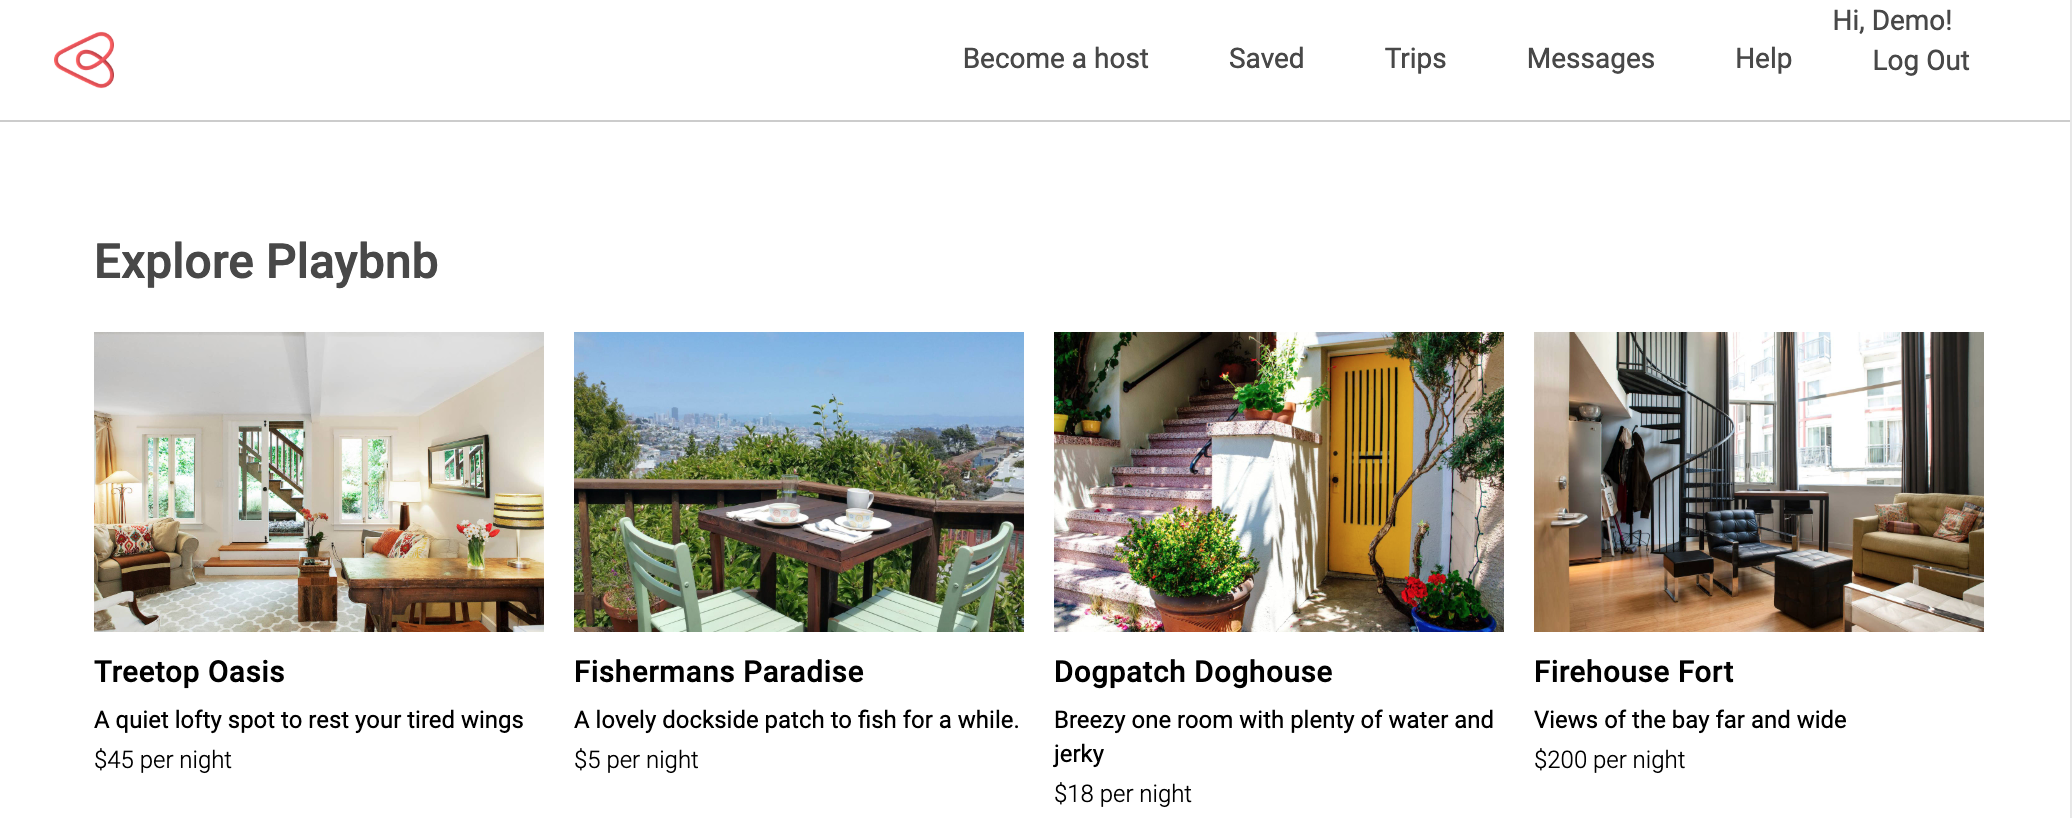 Hi, Demo!
Become a host
Saved
Trips
Messages
Help
Log Out
Explore Playbnb
Treetop Oasis
A quiet lofty spot to rest your tired wings
$45 per night
Fishermans Paradise
A lovely dockside patch to fish for a while.
$5 per night
Dogpatch Doghouse
Breezy one room with plenty of water and
jerky
$18 per night
Firehouse Fort
Views of the bay far and wide
$200 per night